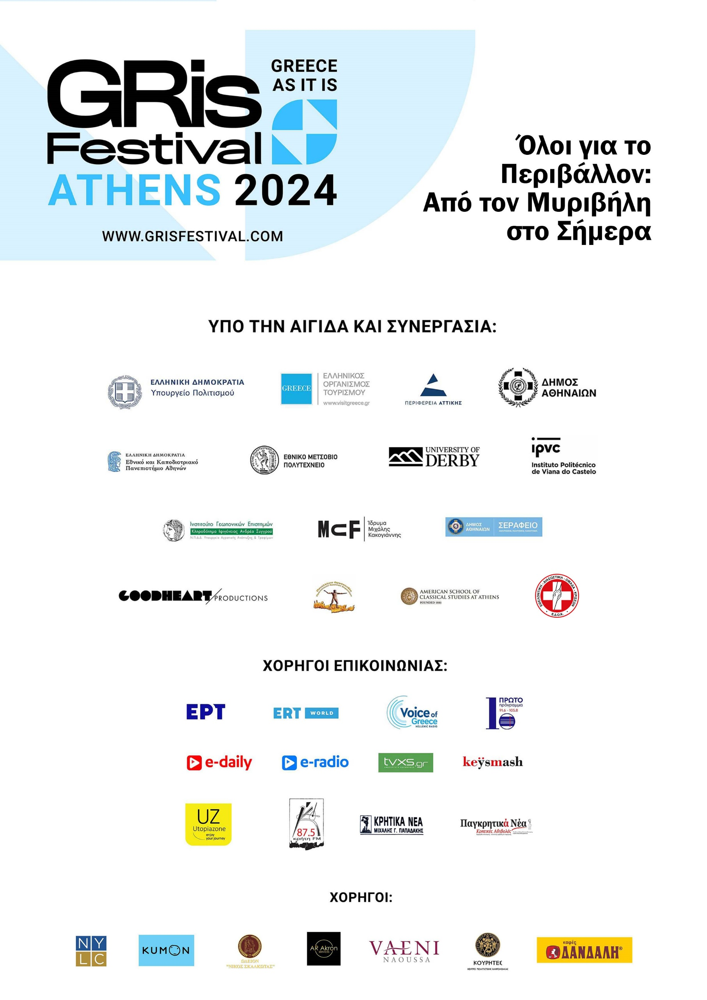 GRis
Festival
GREECE
AS IT IS
ATHENS 2024
WWW.GRISFESTIVAL.COM
Όλοι για το
Περιβάλλον:
Από τον Μυριβήλη
στο Σήμερα
ΥΠΟ ΤΗΝ ΑΙΓΙΔΑ ΚΑΙ ΣΥΝΕΡΓΑΣΙΑ:
ΕΛΛΗΝΙΚΗ ΔΗΜΟΚΡΑΤΙΑ
Υπουργείο Πολιτισμού
GREECE
ΕΛΛΗΝΙΚΟΣ
ΟΡΓΑΝΙΣΜΟΣ
ΤΟΥΡΙΣΜΟΥ
www.visitgreece.gr
ΠΕΡΙΦΕΡΕΙΑ ΑΤΤΙΚΗΣ
ΔΗΜΟΣ
ΑΘΗΝΑΙΩΝ
ΕΛΛΗΝΙΚΗ ΔΗΜΟΚΡΑΤΙΑ
Εθνικό και Καποδιστριακό
Πανεπιστήμιο Αθηνών
ΕΘΝΙΚΟ ΜΕΤΣΟΒΙΟ
ΠΟΛΥΤΕΧΝΕΙΟ
UNIVERSITY OF
DERBY
ipvc
Instituto Politécnico
de Viana do Castelo
Ινστιτούτο Γεωπονικών Επιστημών
Κληροδότημα Ιφιγένειας Ανδρέα Συγγρού
Ν.Π.Δ.Δ. Υπουργείο Αγροτικής Ανάπτυξης & Τροφίμων
MCF
Ίδρυμα
Μιχάλης
Κακογιάννης
ΔΗΜΟΣ
ΑΘΗΝΑΙΩΝ
ΣΕΡΑΦΕΙΟ
GOODHEART/PRODUCTIONS
AMERICAN SCHOOL OF
CLASSICAL STUDIES AT ATHENS
FOUNDED 1881
ΕΘΕΛΟΝΤΙΚΗ - ΔΙΑΣΩΣΤΙΚΗ - ΟΜΑΔΑ - ΚΡΙΣΕΩΝ
Ε.Δ.Ο.Κ.
ΧΟΡΗΓΟΙ ΕΠΙΚΟΙΝΩΝΙΑΣ:
ΕΡΤ
ERT WORLD
Voice of
Greece
HELLENIC RADIO
ΠΡΩΤΟ
πρόγραμμα
91.6 - 105.8
e-daily
e-radio
tvxs.gr
keÿsmash
UZ
Utopiazone
enjoy
your journey
87.5
κρήτη FM
ΚΡΗΤΙΚΑ ΝΕΑ
ΜΙΧΑΛΗΣ Γ. ΠΑΠΑΔΑΚΗΣ
Παγκρητικά Νέα
Κρητικές Αθιβολές
ΧΟΡΗΓΟΙ:
NY
LC
KUMON
ΩΔΕΙΟΝ
"ΝΙΚΟΣ ΣΚΑΛΚΩΤΑΣ"
AR Akron
SERVICES
VAENI
NAOUSSA
ΚΟΥΡΗΤΕΣ
ΚΕΝΤΡΟ ΠΟΛΙΤΙΣΤΙΚΗΣ ΚΛΗΡΟΝΟΜΙΑΣ
καφές
ΔΑΝΔΑΛΗ®